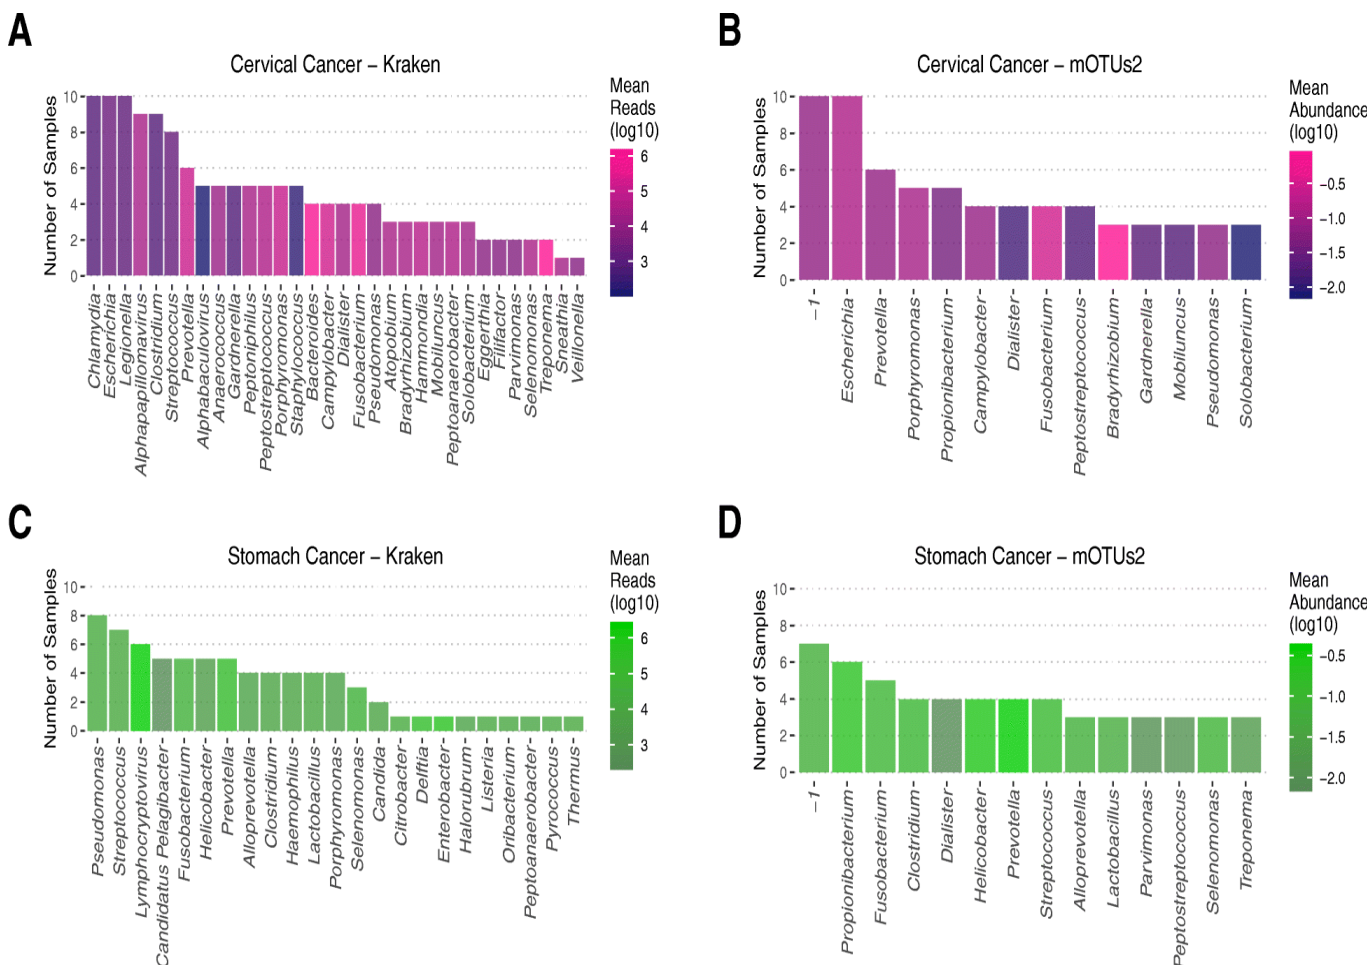 A
Cervical Cancer – Kraken
Number of Samples
10
8
6
4
2
0
Chlamydia
Escherichia
Legionella
Alphapapillomavirus
Clostridium
Streptococcus
Prevotella
Alphabaculovirus
Anaerococcus
Gardnerella
Peptoniphilus
Peptostreptococcus
Porphyromonas
Staphylococcus
Bacteroides
Campylobacter
Dialister
Fusobacterium
Pseudomonas
Atopobium
Bradyrhizobium
Hammondia
Mobiluncus
Peptoanaerobacter
Solobacterium
Eggerthia
Filifactor
Parvimonas
Selenomonas
Treponema
Sneathia
Veillonella
Mean
Reads
(log10)
6
5
4
3
B
Cervical Cancer – mOTUs2
Number of Samples
10
8
6
4
2
0
–1
Escherichia
Prevotella
Porphyromonas
Propionibacterium
Campylobacter
Dialister
Fusobacterium
Peptostreptococcus
Bradyrhizobium
Gardnerella
Mobiluncus
Pseudomonas
Solobacterium
Mean
Abundance
(log10)
–0.5
–1.0
–1.5
–2.0
C
Stomach Cancer – Kraken
Number of Samples
10
8
6
4
2
0
Pseudomonas
Streptococcus
Lymphocryptovirus
Candidatus Pelagibacter
Fusobacterium
Helicobacter
Prevotella
Alloprevotella
Clostridium
Haemophilus
Lactobacillus
Porphyromonas
Selenomonas
Candida
Citrobacter
Delftia
Enterobacter
Halorubrum
Listeria
Oribacterium
Peptoanaerobacter
Pyrococcus
Thermus
Mean
Reads
(log10)
6
5
4
3
D
Stomach Cancer – mOTUs2
Number of Samples
10
8
6
4
2
0
–1
Propionibacterium
Fusobacterium
Clostridium
Dialister
Helicobacter
Prevotella
Streptococcus
Alloprevotella
Lactobacillus
Parvimonas
Peptostreptococcus
Selenomonas
Treponema
Mean
Abundance
(log10)
–0.5
–1.0
–1.5
–2.0